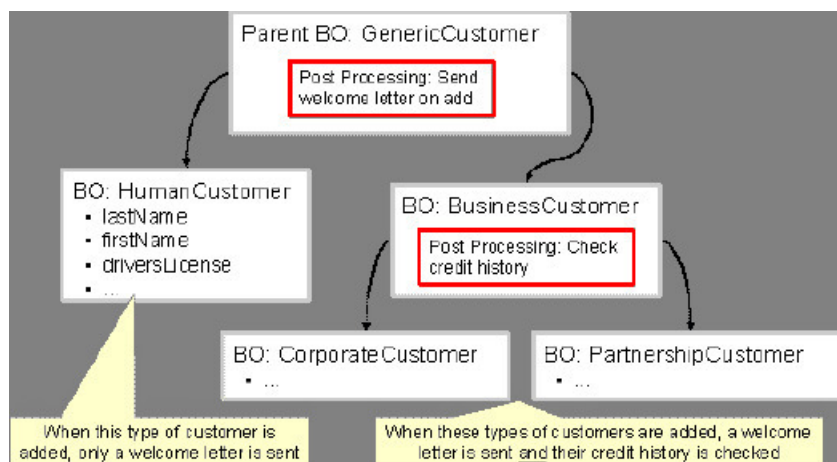 Parent BO: GenericCustomer
Post Processing: Send
welcome letter on add
BO: HumanCustomer
▪ lastName
▪ firstName
▪ driversLicense
▪ ...
BO: BusinessCustomer
Post Processing: Check
credit history
BO: CorporateCustomer
▪ ...
BO: PartnershipCustomer
▪ ...
When this type of customer is
added, only a welcome letter is sent
When these types of customers are added, a welcome
letter is sent and their credit history is checked